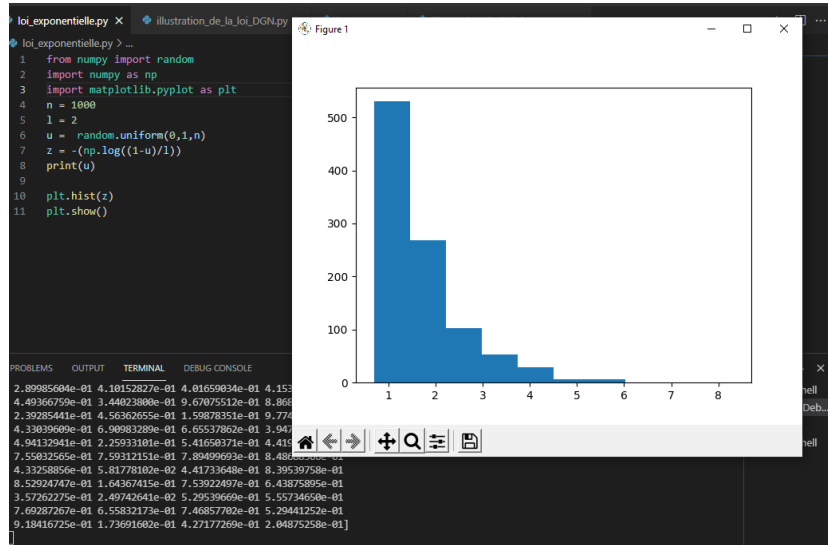 loi_exponentielle.py
illustration_de_la_loi_DGN.py
Figure 1
loi_exponentielle.py > ...
1 from numpy import random
2 import numpy as np
3 import matplotlib.pyplot as plt
4 n = 1000
5 l = 2
6 u =  random.uniform(0,1,n)
7 z = -(np.log((1-u)/l))
8 print(u)
9
10 plt.hist(z)
11 plt.show()
500
400
300
200
100
0
1 2 3 4 5 6 7 8
PROBLEMS OUTPUT TERMINAL DEBUG CONSOLE
2.89985604e-01 4.10152827e-01 4.01659034e-01
4.49366759e-01 3.44023800e-01 9.67075512e-01
2.39285441e-01 4.56362655e-01 1.59878351e-01
4.33039609e-01 6.90983289e-01 6.65537862e-01
4.94132941e-01 2.25933101e-01 5.41650371e-01
7.55032565e-01 7.59312151e-01 7.89499693e-01
4.33258856e-01 5.81778102e-02 4.41733648e-01 8.39539758e-01
8.52924747e-01 1.64367415e-01 7.53922497e-01 6.43875895e-01
3.57262275e-01 2.49742641e-02 5.29539669e-01 5.55734650e-01
7.69287267e-01 6.55832173e-01 7.46857702e-01 5.29441252e-01
9.18416725e-01 1.73691602e-01 4.27177269e-01 2.04875258e-01]